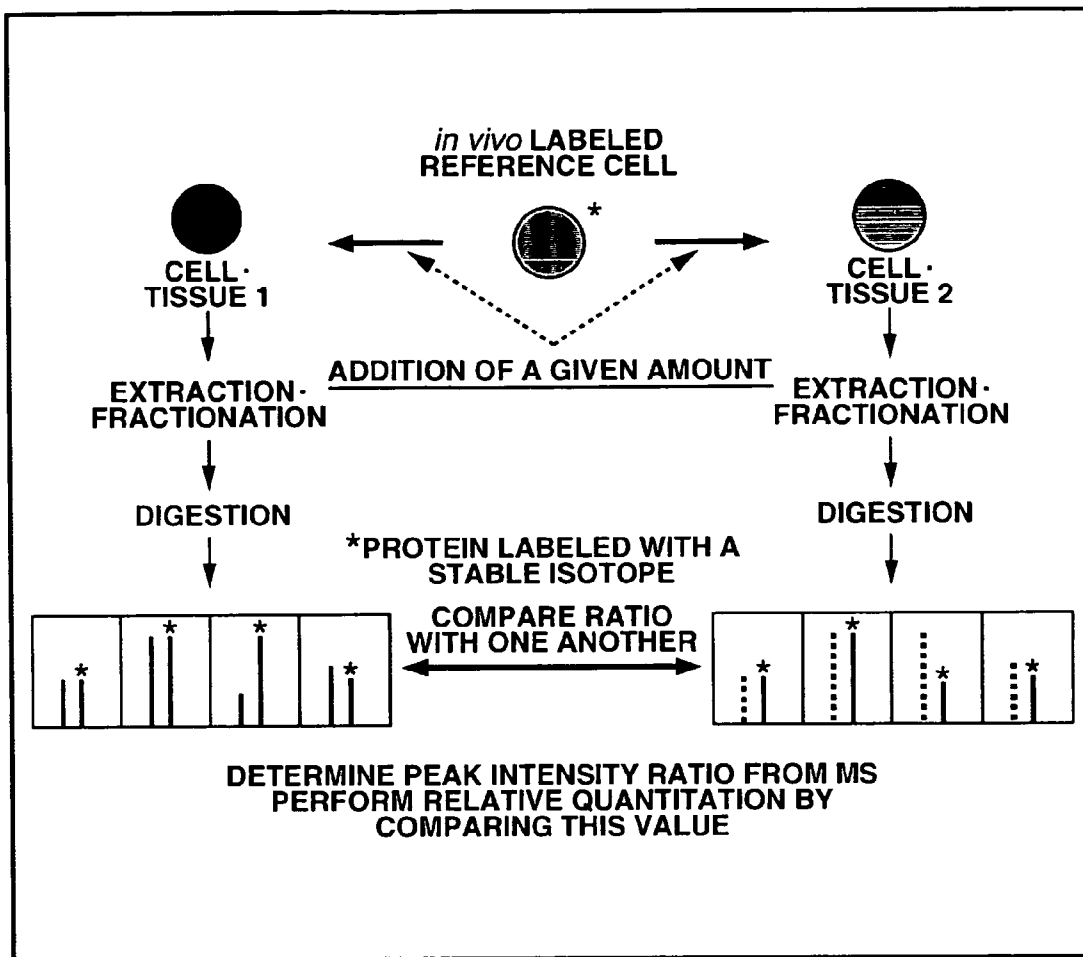 in vivo LABELED
REFERENCE CELL
*
CELL·
TISSUE 1
CELL·
TISSUE 2
ADDITION OF A GIVEN AMOUNT
EXTRACTION·
FRACTIONATION
EXTRACTION·
FRACTIONATION
DIGESTION
DIGESTION
*PROTEIN LABELED WITH A
STABLE ISOTOPE
COMPARE RATIO
WITH ONE ANOTHER
* * * *
* * * *
DETERMINE PEAK INTENSITY RATIO FROM MS
PERFORM RELATIVE QUANTITATION BY
COMPARING THIS VALUE